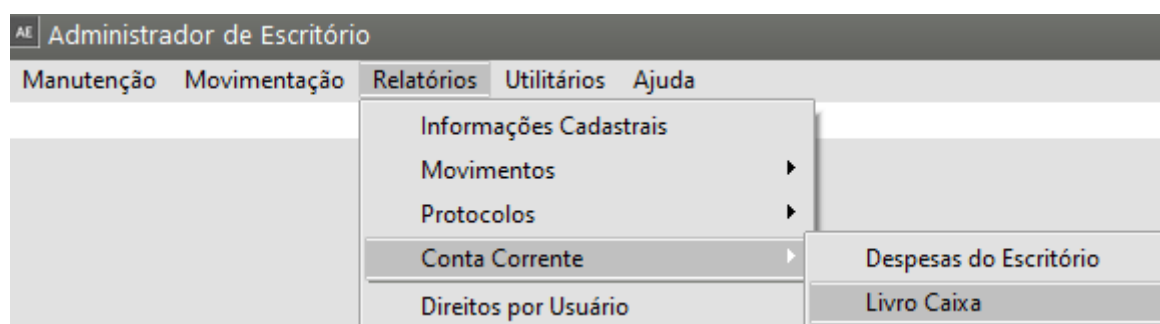 AE Administrador de Escritório
Manutenção Movimentação Relatórios Utilitários Ajuda
Informações Cadastrais
Movimentos
Protocolos
Conta Corrente
Despesas do Escritório
Livro Caixa
Direitos por Usuário